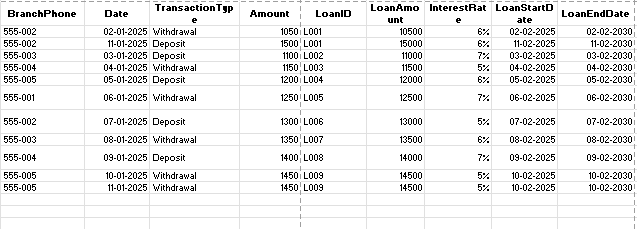 BranchPhone Date TransactionType Amount LoanID LoanAmount InterestRate LoanStartDate LoanEndDate
555-002 02-01-2025 Withdrawal 1050 L001 10500 6% 02-02-2025 02-02-2030
555-002 11-01-2025 Deposit 1500 L001 15000 6% 11-02-2025 11-02-2030
555-003 03-01-2025 Deposit 1100 L002 11000 7% 03-02-2025 03-02-2030
555-004 04-01-2025 Withdrawal 1150 L003 11500 5% 04-02-2025 04-02-2030
555-005 05-01-2025 Deposit 1200 L004 12000 6% 05-02-2025 05-02-2030
555-001 06-01-2025 Withdrawal 1250 L005 12500 7% 06-02-2025 06-02-2030
555-002 07-01-2025 Deposit 1300 L006 13000 5% 07-02-2025 07-02-2030
555-003 08-01-2025 Withdrawal 1350 L007 13500 6% 08-02-2025 08-02-2030
555-004 09-01-2025 Deposit 1400 L008 14000 7% 09-02-2025 09-02-2030
555-005 10-01-2025 Withdrawal 1450 L009 14500 5% 10-02-2025 10-02-2030
555-005 11-01-2025 Withdrawal 1450 L009 14500 5% 10-02-2025 10-02-2030